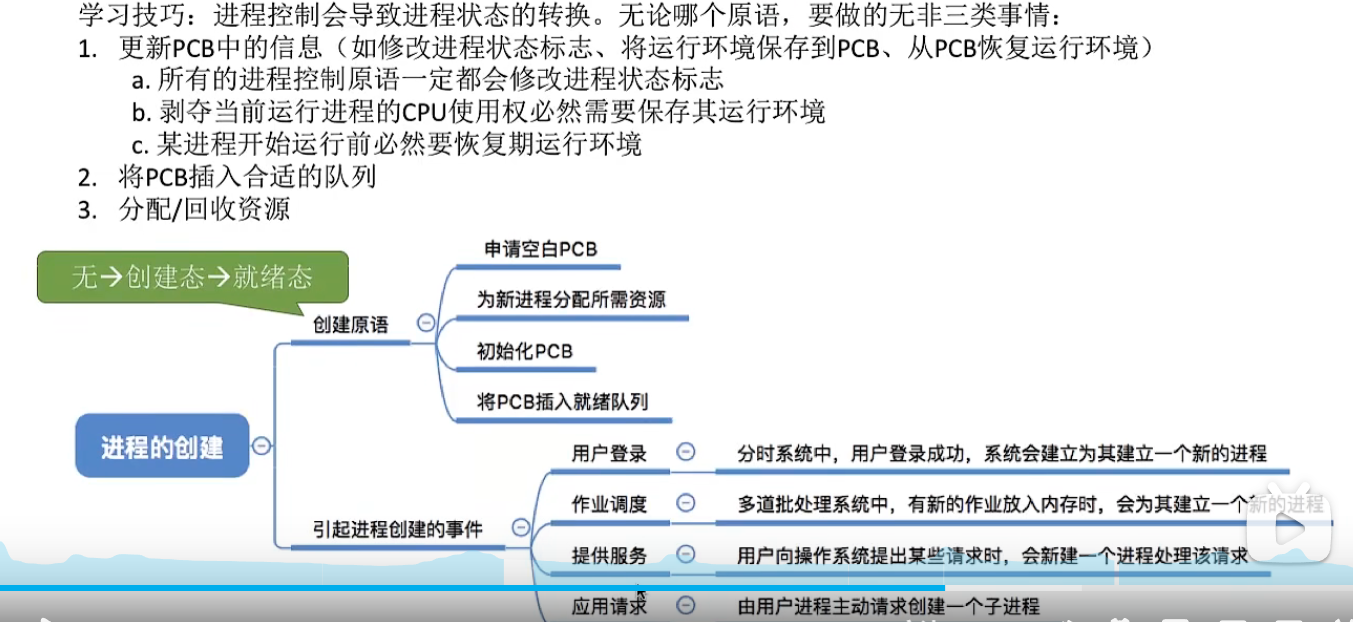 学习技巧：进程控制会导致进程状态的转换。无论哪个原语，要做的无非三类事情：
1. 更新PCB中的信息（如修改进程状态标志、将运行环境保存到PCB、从PCB恢复运行环境）
a. 所有的进程控制原语一定都会修改进程状态标志
b. 剥夺当前运行进程的CPU使用权必然需要保存其运行环境
c. 某进程开始运行前必然要恢复期运行环境
2. 将PCB插入合适的队列
3. 分配/回收资源
无→创建态→就绪态
申请空白PCB
为新进程分配所需资源
创建原语
初始化PCB
将PCB插入就绪队列
进程的创建
用户登录
分时系统中，用户登录成功，系统会建立为其建立一个新的进程
作业调度
多道批处理系统中，有新的作业放入内存时，会为其建立一个新的进程
引起进程创建的事件
提供服务
用户向操作系统提出某些请求时，会新建一个进程处理该请求
应用请求
由用户进程主动请求创建一个子进程